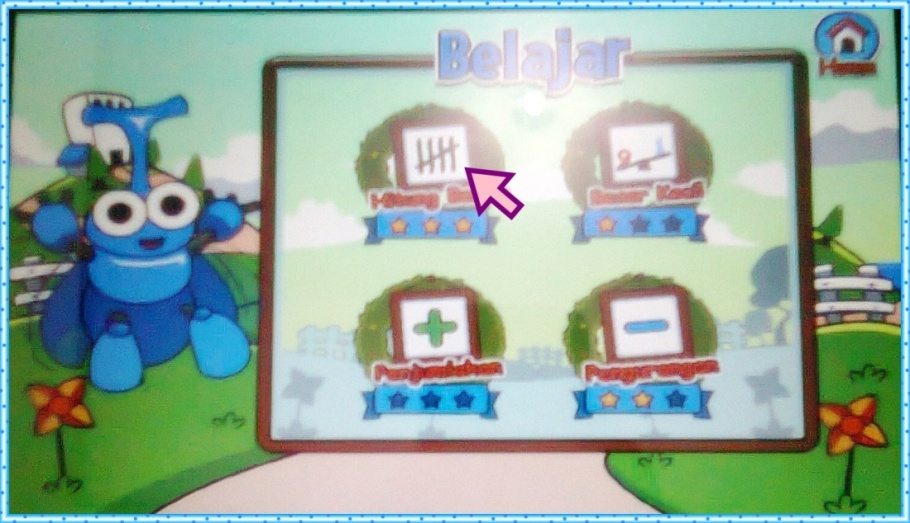 Belajar
Home
Hitung
Besar Kecil
Penjumlahan
Pengurangan